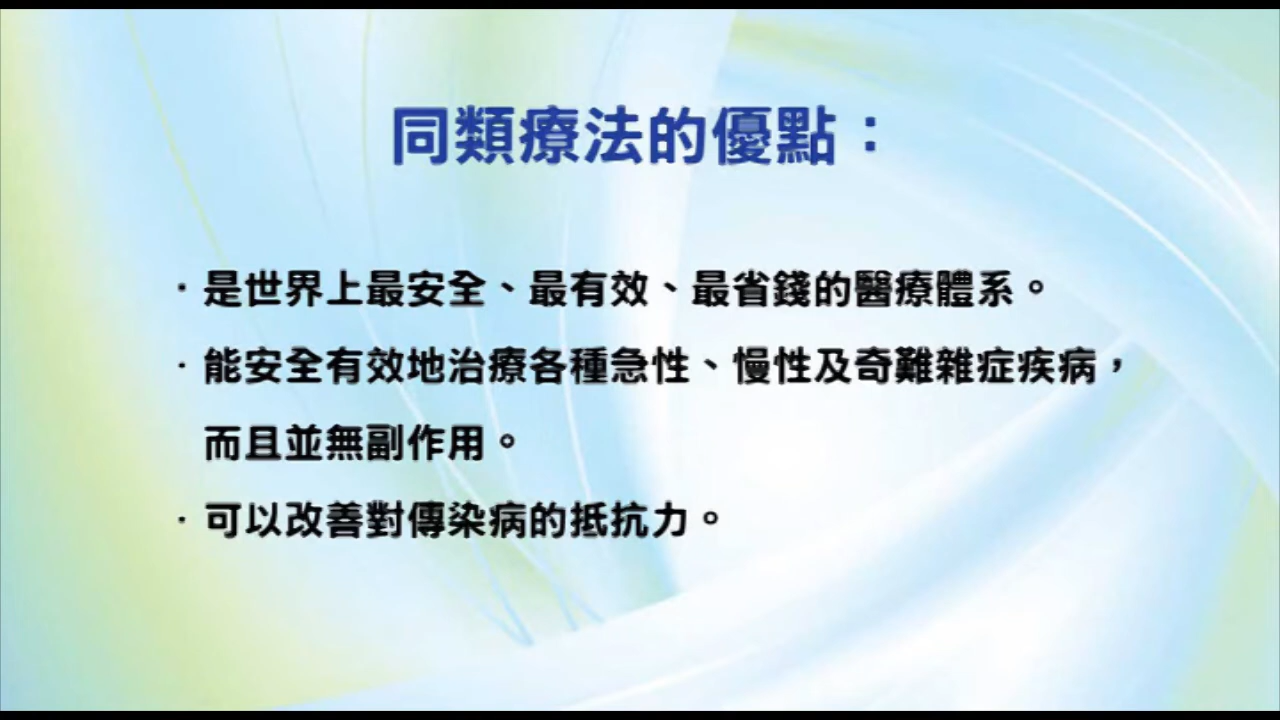 同類療法的優點：
·是世界上最安全、最有效、最省錢的醫療體系。
·能安全有效地治療各種急性、慢性及奇難雜症疾病，
而且並無副作用。
·可以改善對傳染病的抵抗力。